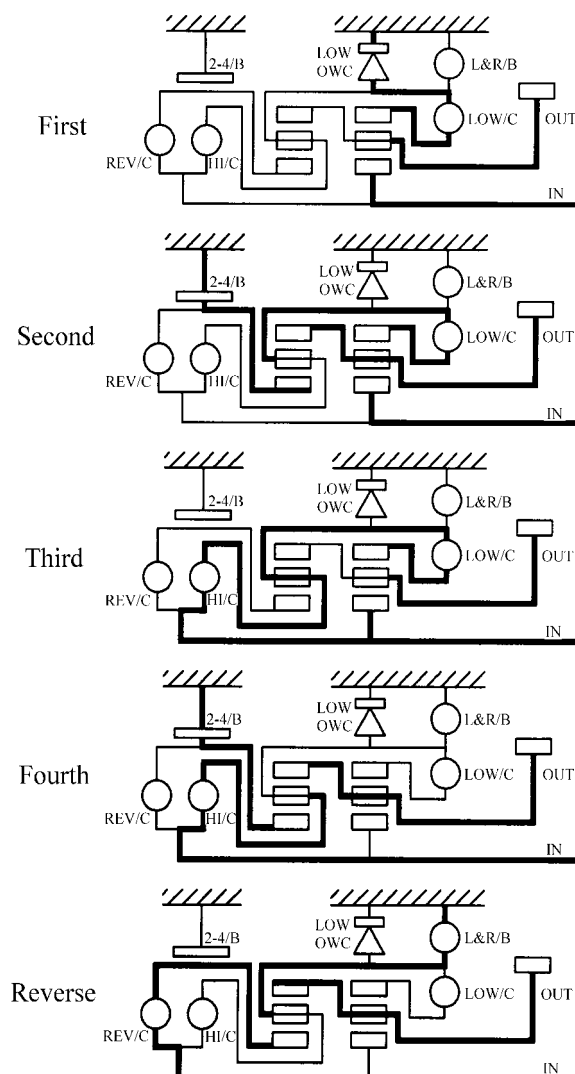 First
2-4/B
LOW
OWC
L&R/B
LOW/C
OUT
REV/C
HI/C
IN
Second
2-4/B
LOW
OWC
L&R/B
LOW/C
OUT
REV/C
HI/C
IN
Third
2-4/B
LOW
OWC
L&R/B
LOW/C
OUT
REV/C
HI/C
IN
Fourth
2-4/B
LOW
OWC
L&R/B
LOW/C
OUT
REV/C
HI/C
IN
Reverse
2-4/B
LOW
OWC
L&R/B
LOW/C
OUT
REV/C
HI/C
IN